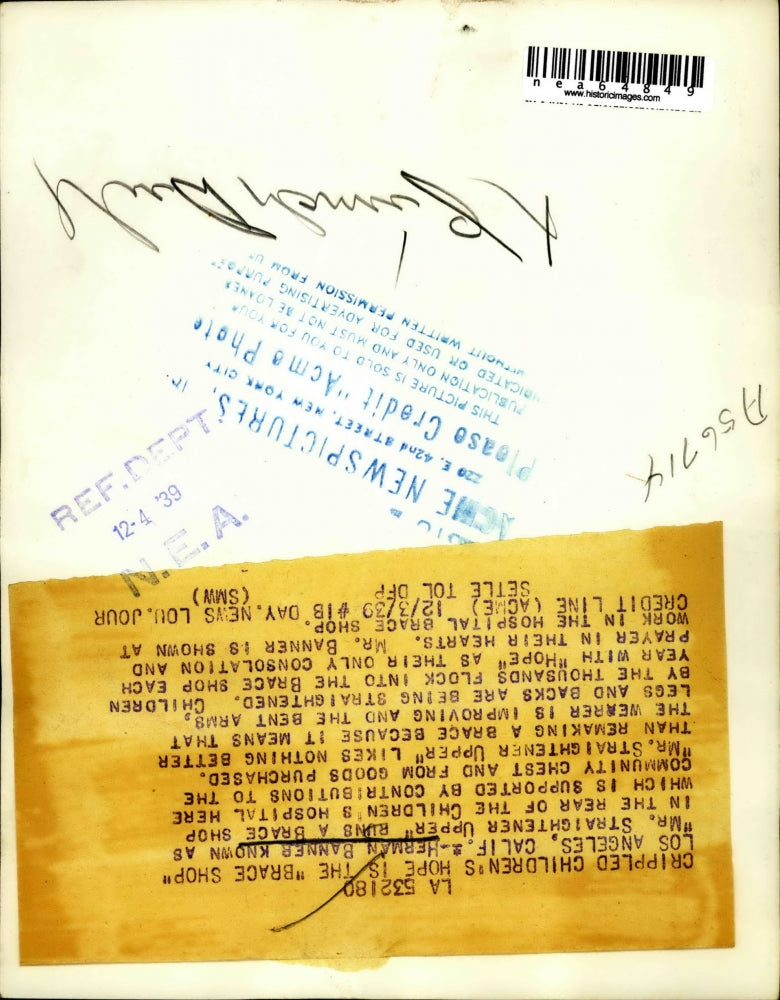 nea64849
www.historicimages.com
A56714
ACME NEWSPICTURES,
220 E. 42nd STREET, NEW YORK CITY
Please Credit "Acme Photo
THIS PICTURE IS SOLD TO YOU FOR YOUR
PUBLICATION ONLY AND MUST NOT BE LOANED
OR USED FOR ADVERTISING PURPOSE
WITHOUT WRITTEN PERMISSION FROM US
REF. DEPT.
12-4 '39
N.E.A.
LA 532180
CRIPPLED CHILDREN'S HOPE IS THE "BRACE SHOP"
LOS ANGELES, CALIF.--HERMAN BANNER KNOWN AS
"MR. STRAIGHTENER UPPER" RUNS A BRACE SHOP
IN THE REAR OF THE CHILDREN'S HOSPITAL HERE
WHICH IS SUPPORTED BY CONTRIBUTIONS TO THE
COMMUNITY CHEST AND FROM GOODS PURCHASED.
"MR. STRAIGHTENER UPPER" LIKES NOTHING BETTER
THAN REMAKING A BRACE BECAUSE IT MEANS THAT
THE WEARER IS IMPROVING AND THE BENT ARMS,
LEGS AND BACKS ARE BEING STRAIGHTENED. CHILDREN
BY THE THOUSANDS FLOCK INTO THE BRACE SHOP EACH
YEAR WITH "HOPE" AS THEIR ONLY CONSOLATION AND
PRAYER IN THEIR HEARTS. MR. BANNER IS SHOWN AT
WORK IN THE HOSPITAL BRACE SHOP.
CREDIT LINE (ACME) 12/3/39 #1B DAY.NEWS LOU.JOUR
SETTLE TOL DFP (SMW)